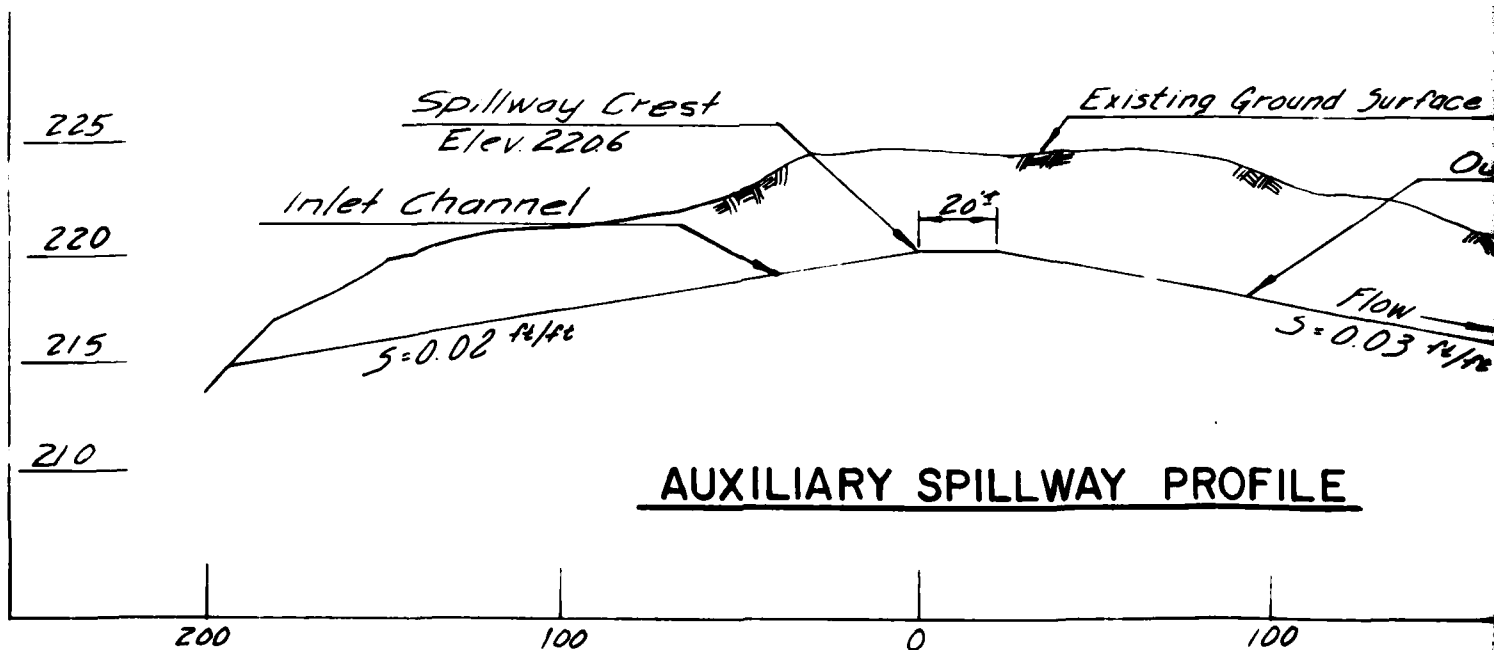 Spillway Crest
Elev. 220.6
Existing Ground Surface
225
Inlet Channel
20'±
220
Flow
S=0.03 ft/ft
S=0.02 ft/ft
215
210
AUXILIARY SPILLWAY PROFILE
200 100 0 100